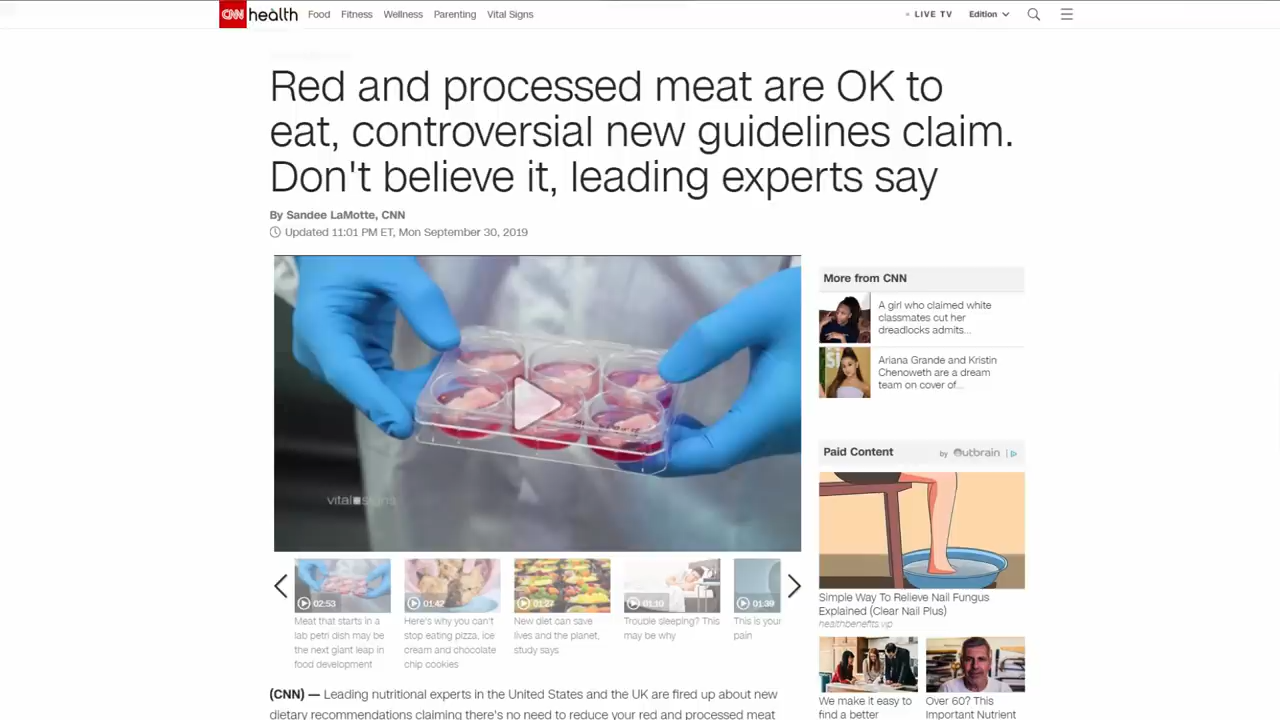 CNN health Food Fitness Wellness Parenting Vital Signs LIVE TV Edition
Red and processed meat are OK to
eat, controversial new guidelines claim.
Don't believe it, leading experts say
By Sandee LaMotte, CNN
Updated 11:01 PM ET, Mon September 30, 2019
vital signs
02:53
Meat that starts in a
lab petri dish may be
the next giant leap in
food development
01:42
Here's why you can't
stop eating pizza, ice
cream and chocolate
chip cookies
01:27
New diet can save
lives and the planet,
study says
01:10
Trouble sleeping? This
may be why
01:39
This is your
pain
(CNN) — Leading nutritional experts in the United States and the UK are fired up about new
dietary recommendations claiming there's no need to reduce your red and processed meat
More from CNN
A girl who claimed white
classmates cut her
dreadlocks admits...
Ariana Grande and Kristin
Chenoweth are a dream
team on cover of...
Paid Content by Outbrain
Simple Way To Relieve Nail Fungus
Explained (Clear Nail Plus)
healthbenefits.vip
We make it easy to
find a better
Over 60? This
Important Nutrient